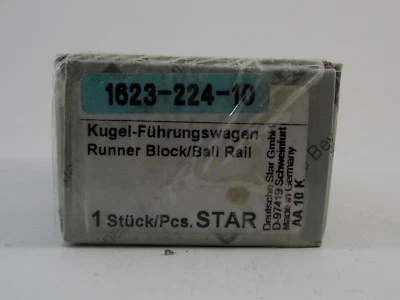 1623-224-10
Kugel-Führungswagen
Runner Block/Ball Rail
1 Stück/Pcs. STAR
Deutsche Star GmbH
D-97419 Schweinfurt
Made in Germany
AA 10 K